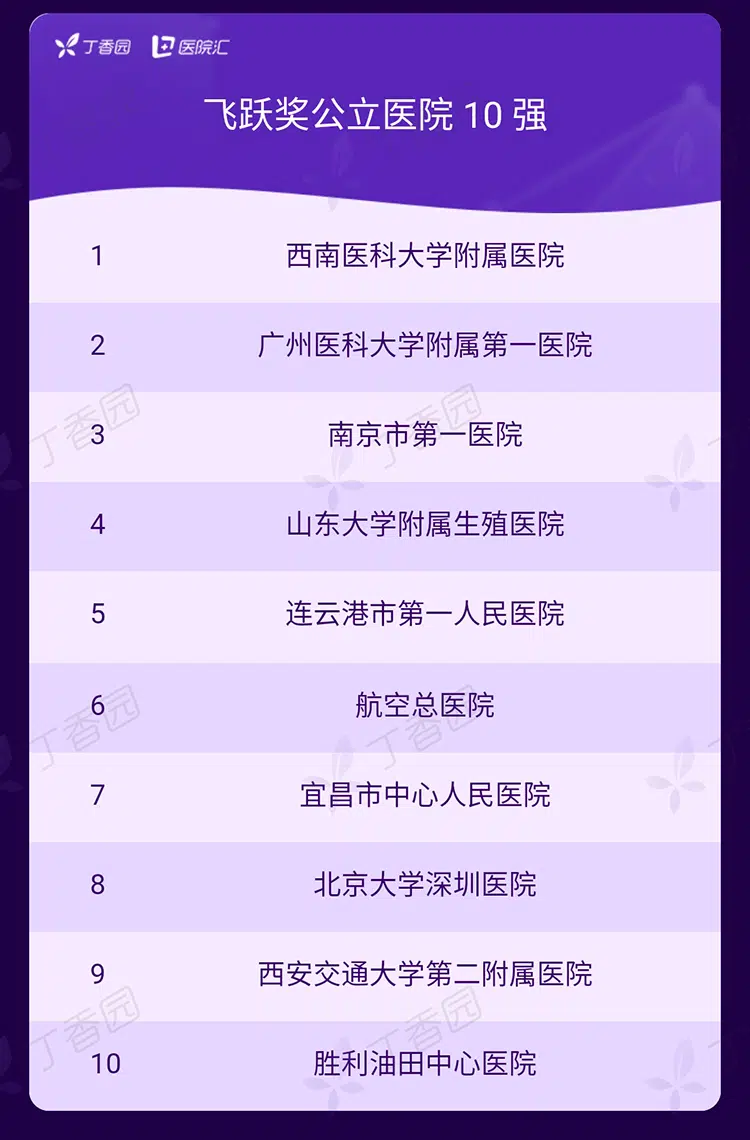 丁香园 医院汇
飞跃奖公立医院 10 强
1 西南医科大学附属医院
2 广州医科大学附属第一医院
3 南京市第一医院
4 山东大学附属生殖医院
5 连云港市第一人民医院
6 航空总医院
7 宜昌市中心人民医院
8 北京大学深圳医院
9 西安交通大学第二附属医院
10 胜利油田中心医院
丁香园
丁香园
丁香园
丁香园
丁香园
丁香园